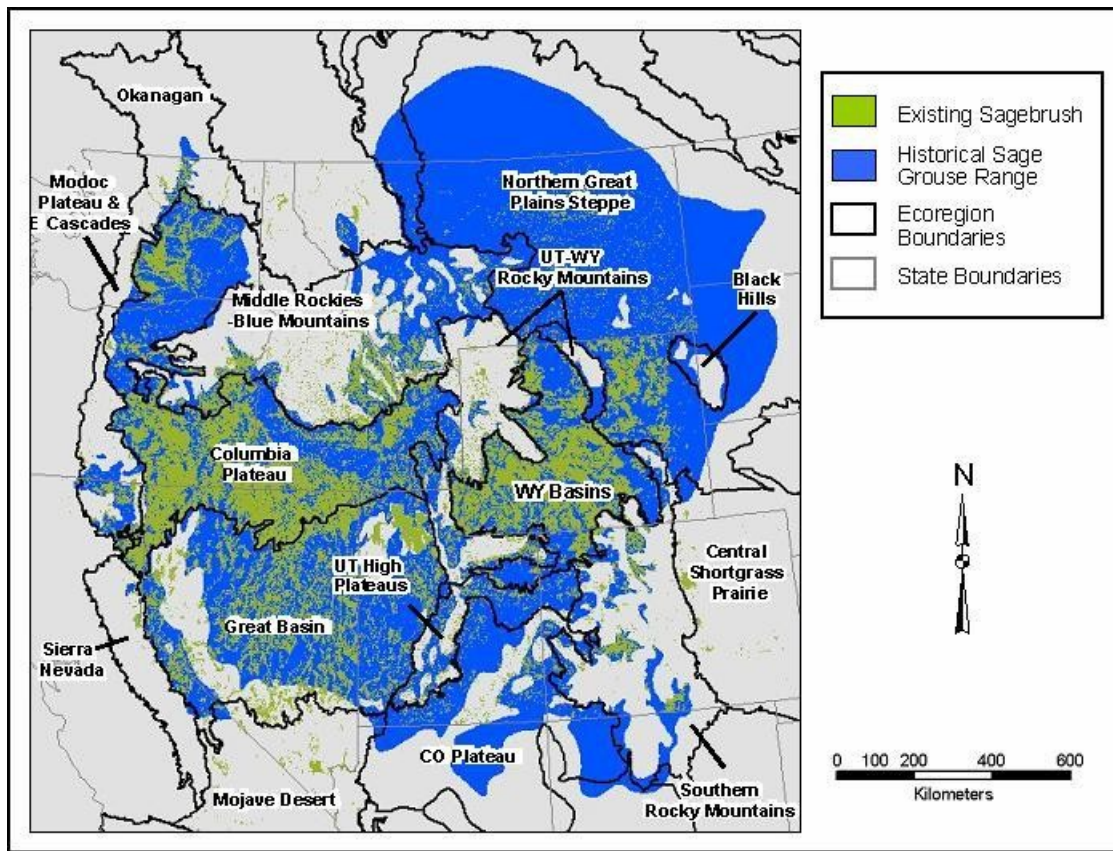 Okanagan
Modoc
Plateau &
E Cascades
Northern Great
Plains Steppe
UT-WY
Rocky Mountains
Black
Hills
Middle Rockies
-Blue Mountains
Columbia
Plateau
WY Basins
UT High
Plateaus
Central
Shortgrass
Prairie
Great Basin
Sierra
Nevada
CO Plateau
Mojave Desert
Southern
Rocky Mountains
Existing Sagebrush
Historical Sage
Grouse Range
Ecoregion
Boundaries
State Boundaries
N
0 100 200 400 600
Kilometers